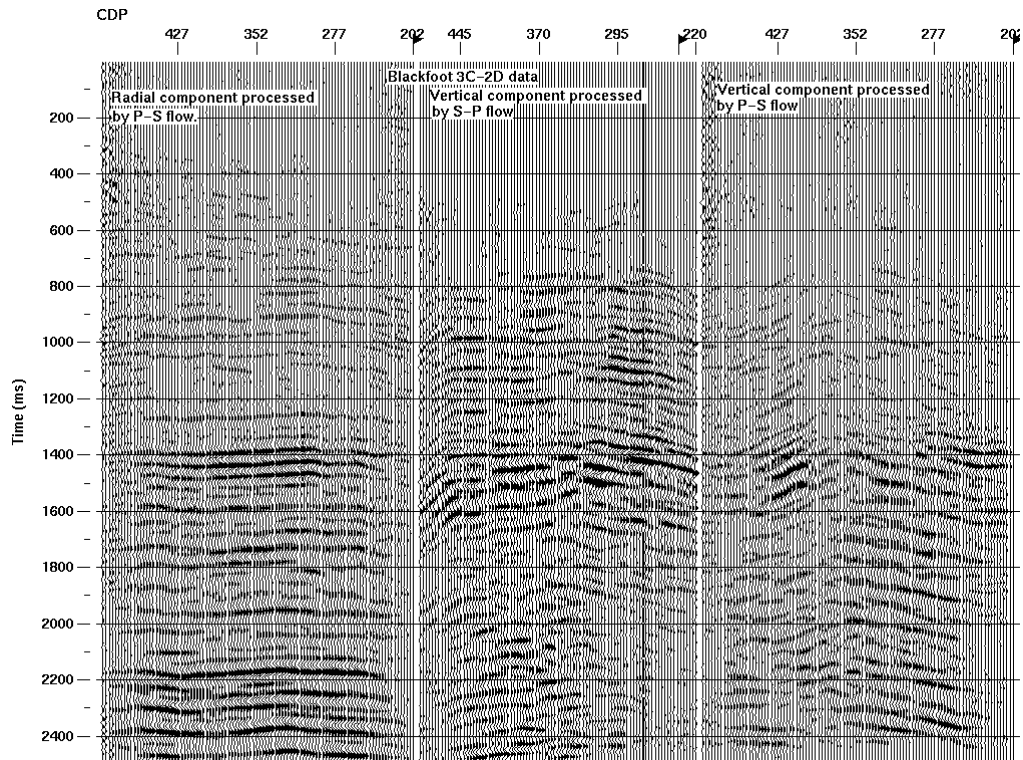 CDP
427 352 277 202 445 370 295 220 427 352 277 202
Blackfoot 3C-2D data
Radial component processed
by P-S flow.
Vertical component processed
by S-P flow
Vertical component processed
by P-S flow
Time (ms)
200
400
600
800
1000
1200
1400
1600
1800
2000
2200
2400